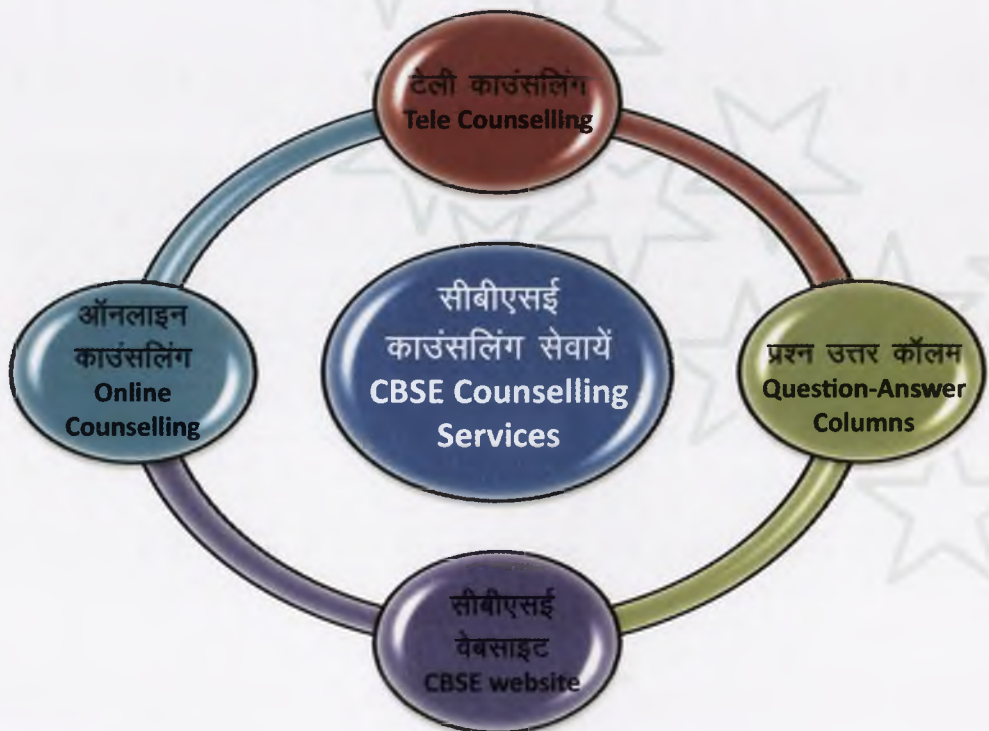 टेली काउंसलिंग
Tele Counselling
ऑनलाइन
काउंसलिंग
Online
Counselling
सीबीएसई
काउंसलिंग सेवायें
CBSE Counselling
Services
प्रश्न उत्तर कॉलम
Question-Answer
Columns
सीबीएसई
वेबसाइट
CBSE website